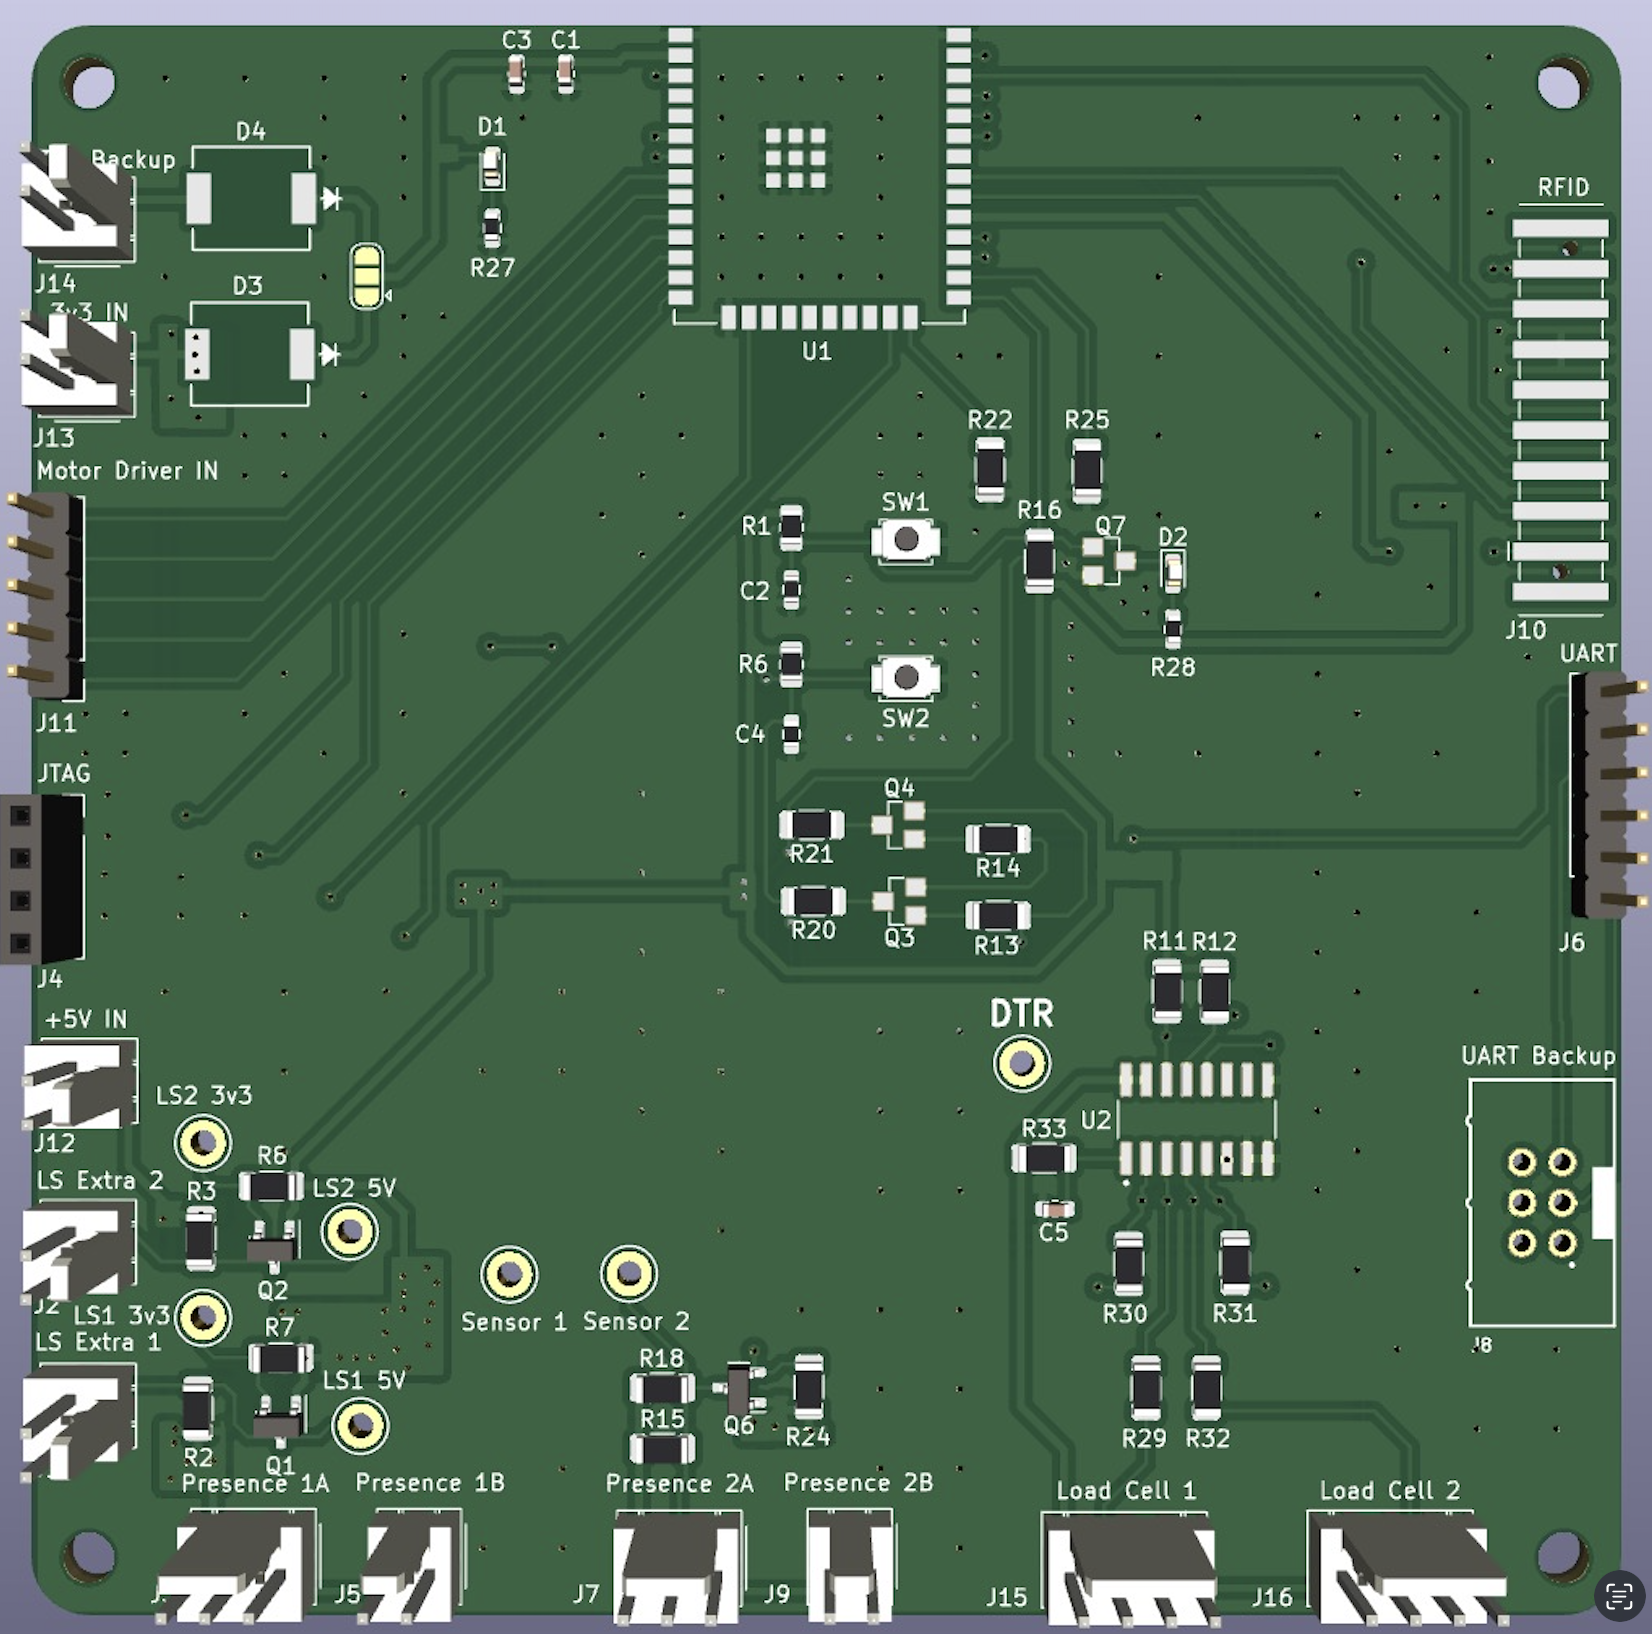 C3 C1
D4
D1
Backup
RFID
R27
J14
D3
3v3 IN
U1
J13
R22 R25
Motor Driver IN
SW1
R16
R1
Q7
D2
C2
J10
UART
R6
R28
SW2
J11
C4
JTAG
Q4
R21
R14
R20
Q3
R13
R11 R12
J6
J4
DTR
+5V IN
UART Backup
LS2 3v3
U2
R33
J12
R6
LS Extra 2
R3
LS2 5V
C5
Q2
J2
LS1 3v3
R30
R31
Sensor 1
Sensor 2
R7
LS Extra 1
J8
R18
LS1 5V
R15
Q6
R24
R29 R32
R2
Q1
Presence 1A
Presence 1B
Presence 2A
Presence 2B
Load Cell 1
Load Cell 2
J5
J7
J9
J15
J16